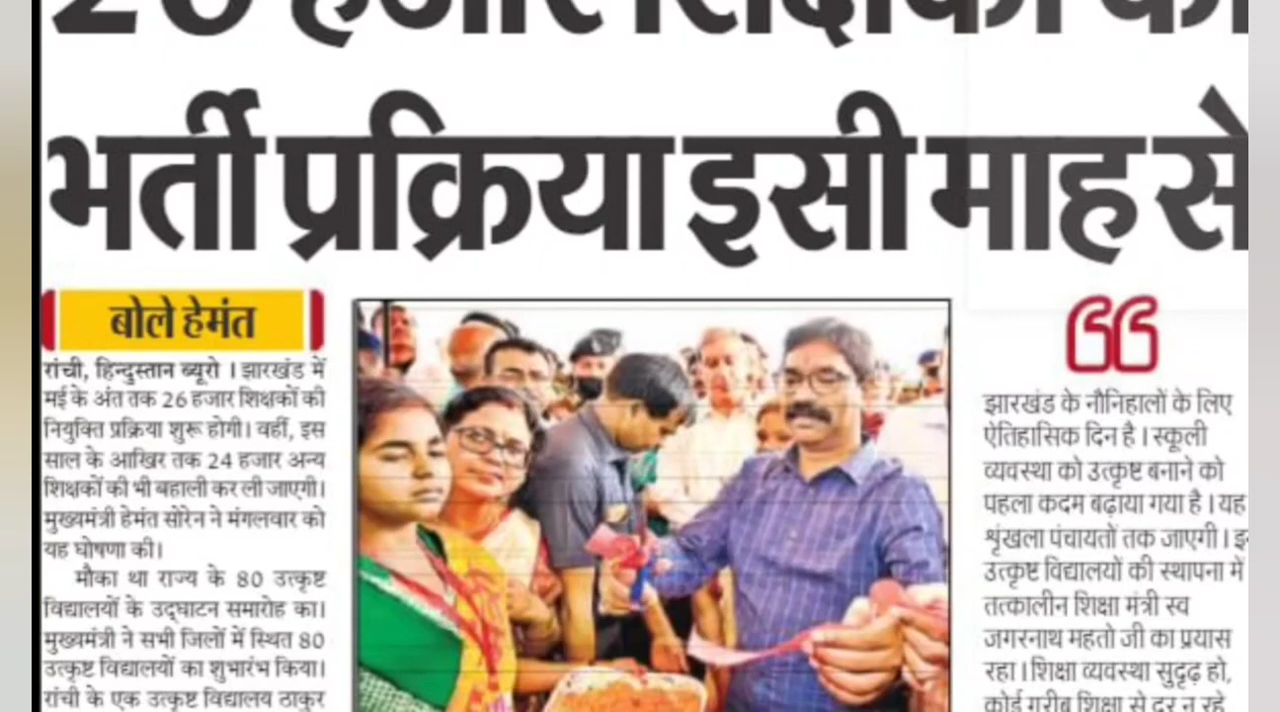 भर्ती प्रक्रिया इसी माह से
बोले हेमंत
रांची, हिन्दुस्तान ब्यूरो । झारखंड में
मई के अंत तक 26 हजार शिक्षकों की
नियुक्ति प्रक्रिया शुरू होगी। वहीं, इस
साल के आखिर तक 24 हजार अन्य
शिक्षकों की भी बहाली कर ली जाएगी।
मुख्यमंत्री हेमंत सोरेन ने मंगलवार को
यह घोषणा की।
मौका था राज्य के 80 उत्कृष्ट
विद्यालयों के उद्घाटन समारोह का।
मुख्यमंत्री ने सभी जिलों में स्थित 80
उत्कृष्ट विद्यालयों का शुभारंभ किया।
रांची के एक उत्कृष्ट विद्यालय ठाकुर
झारखंड के नौनिहालों के लिए
ऐतिहासिक दिन है । स्कूली
व्यवस्था को उत्कृष्ट बनाने को
पहला कदम बढ़ाया गया है । यह
शृंखला पंचायतों तक जाएगी ।
उत्कृष्ट विद्यालयों की स्थापना में
तत्कालीन शिक्षा मंत्री स्व
जगरनाथ महतो जी का प्रयास
रहा । शिक्षा व्यवस्था सुदृढ़ हो,
कोई गरीब शिक्षा से दूर न रहे